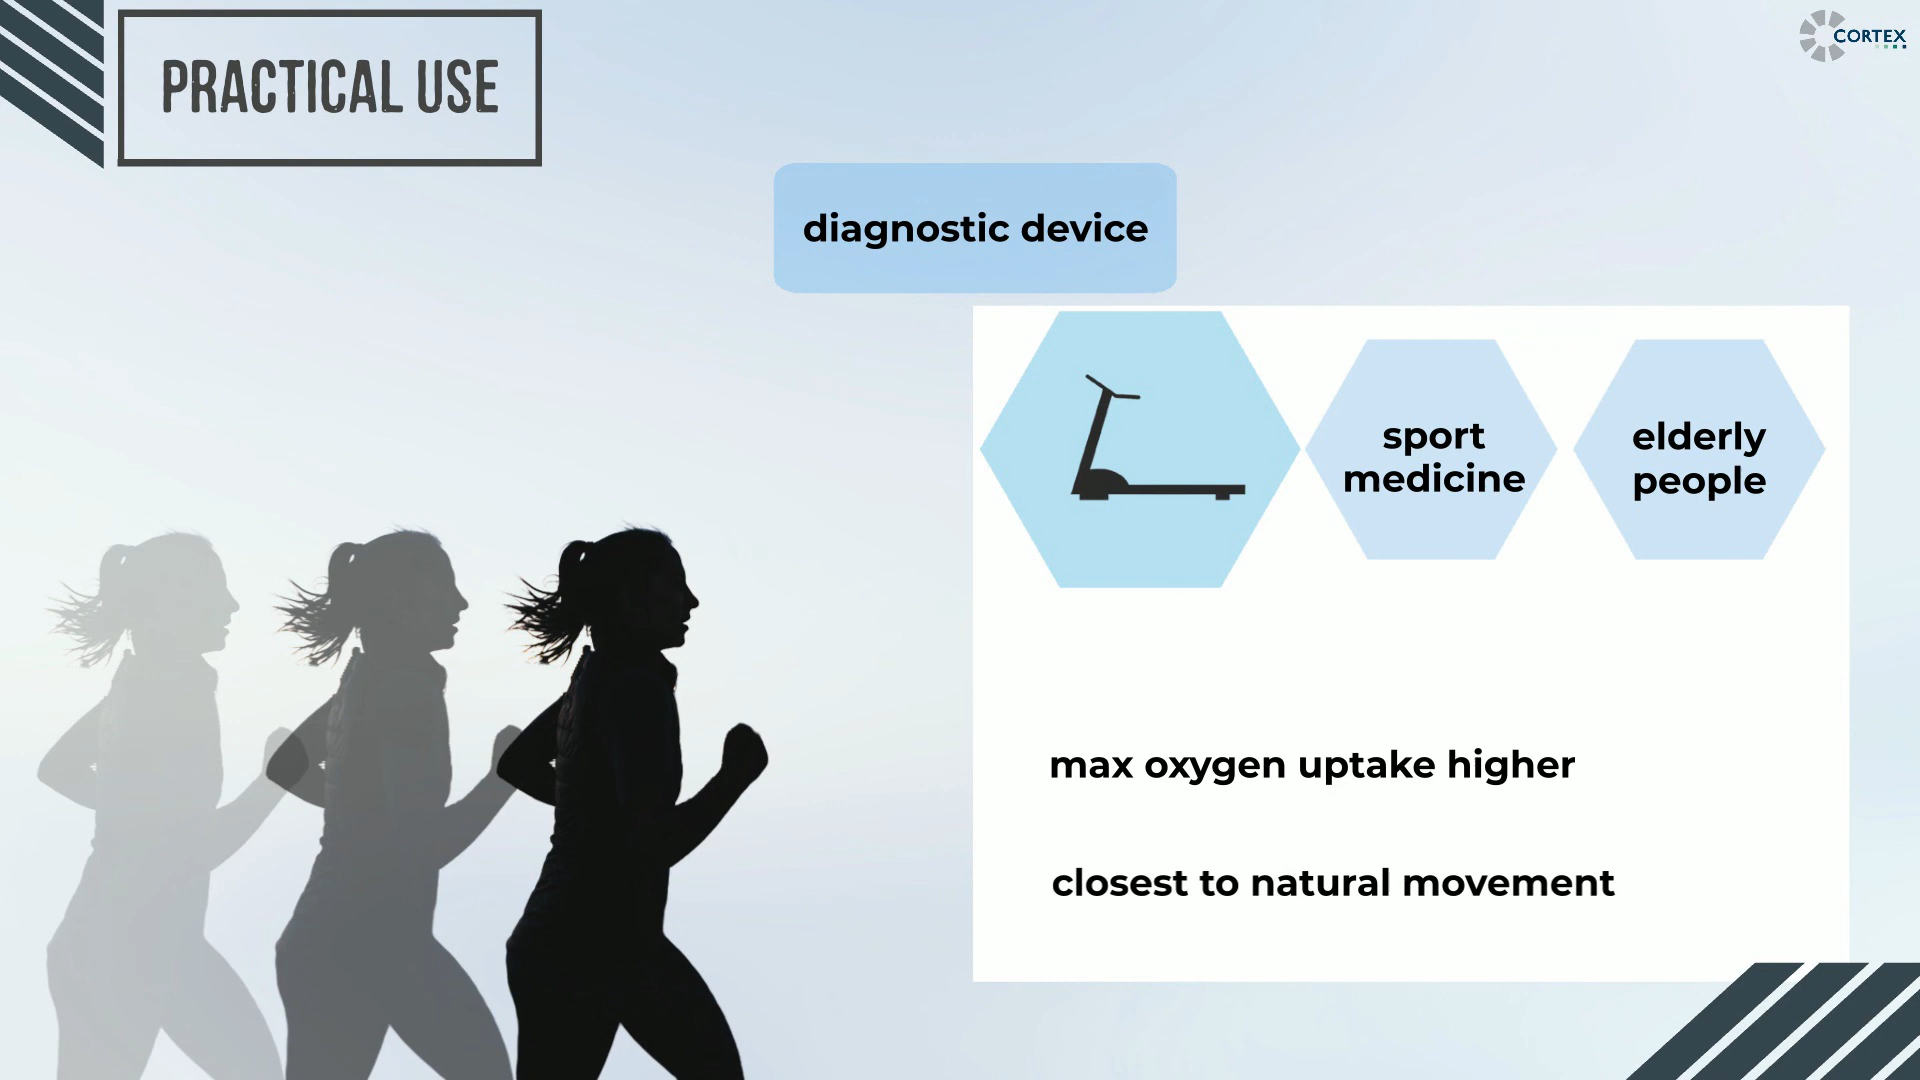 PRACTICAL USE
CORTEX
diagnostic device
sport
medicine
elderly
people
max oxygen uptake higher
closest to natural movement